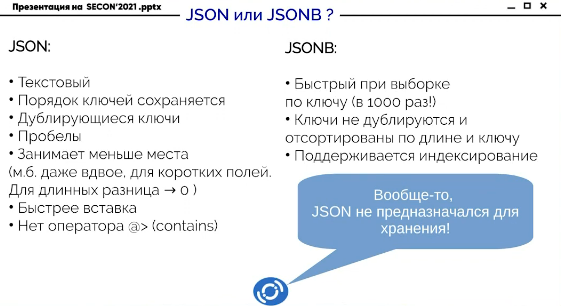 Презентация на SECON'2021 .pptx
JSON или JSONB ?
JSON:
• Текстовый
• Порядок ключей сохраняется
• Дублирующиеся ключи
• Пробелы
• Занимает меньше места
(м.б. даже вдвое, для коротких полей.
Для длинных разница → 0 )
• Быстрее вставка
• Нет оператора @> (contains)
JSONB:
• Быстрый при выборке
по ключу (в 1000 раз!)
• Ключи не дублируются и
отсортированы по длине и ключу
• Поддерживается индексирование
Вообще-то,
JSON не предназначался для
хранения!